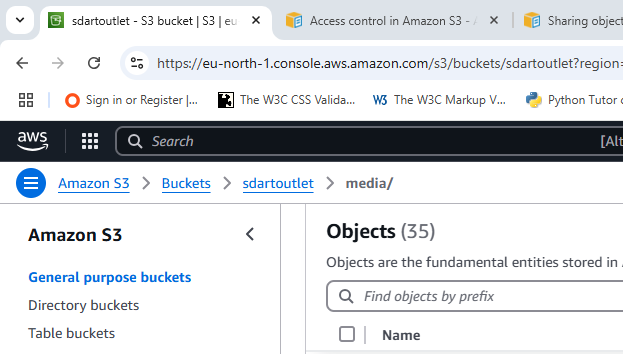 sdartoutlet - S3 bucket | S3 | eu
Access control in Amazon S3 - A
Sharing object
https://eu-north-1.console.aws.amazon.com/s3/buckets/sdartoutlet?region=
Sign in or Register |...
The W3C CSS Valida...
W3 The W3C Markup V...
Python Tutor c
aws
Search
[Alt
Amazon S3 > Buckets > sdartoutlet > media/
Amazon S3
General purpose buckets
Directory buckets
Table buckets
Objects (35)
Objects are the fundamental entities stored in
Find objects by prefix
Name